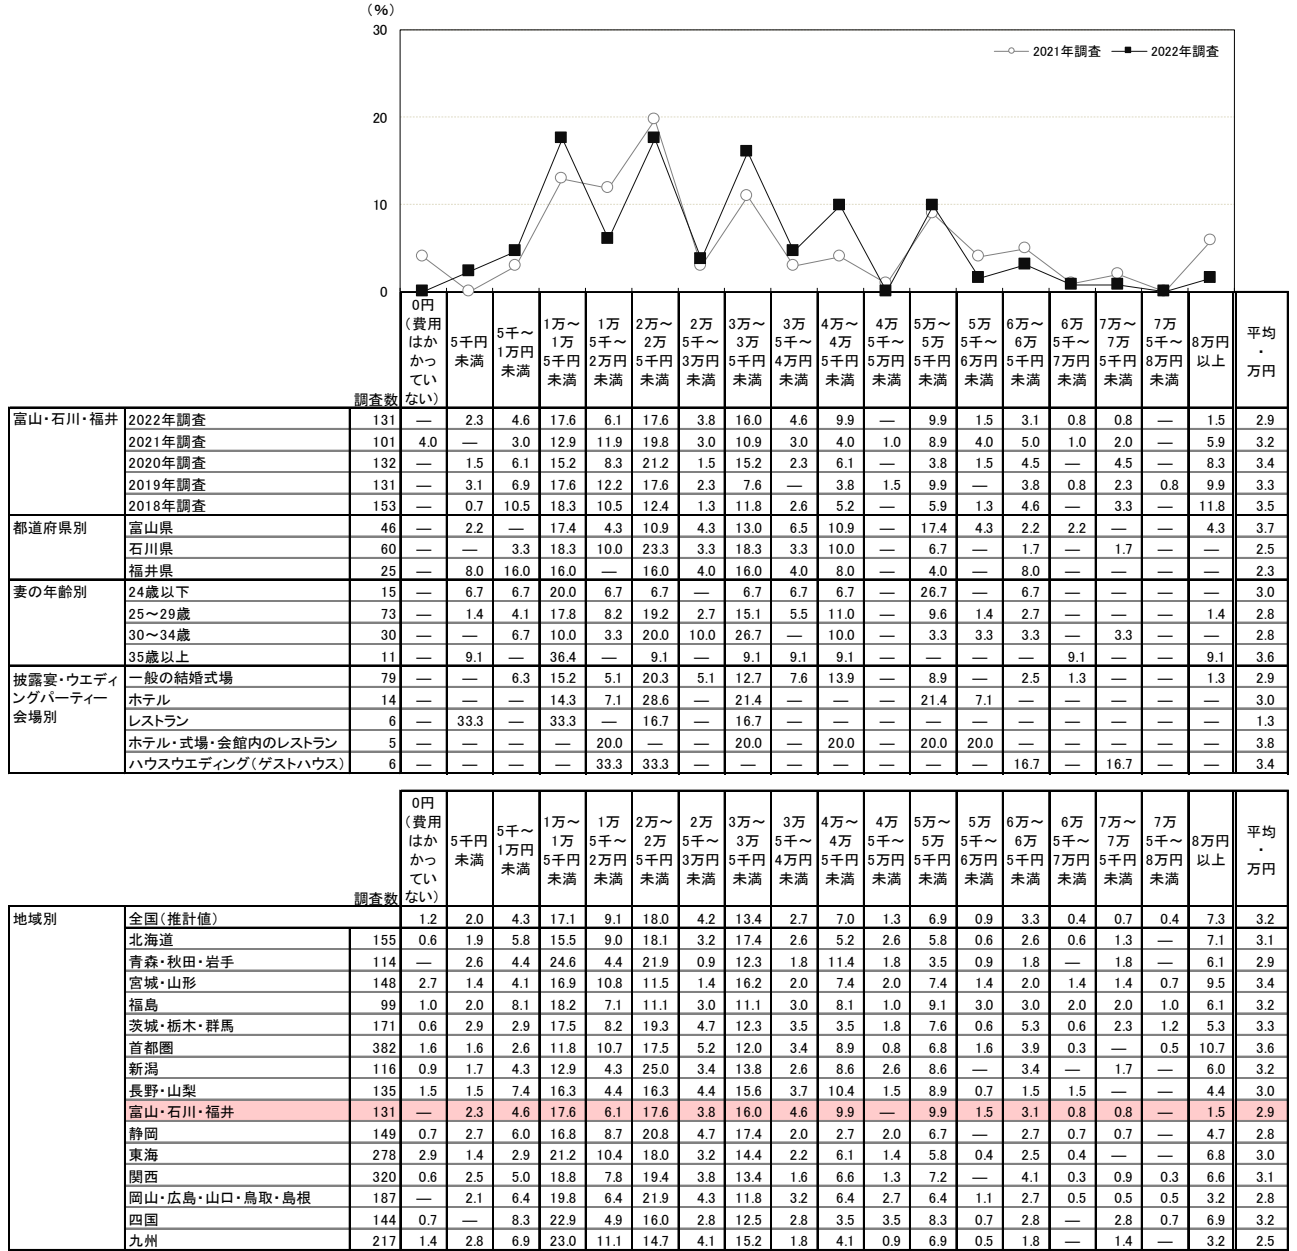 （%）
30
20
10
0
2021年調査 2022年調査
調査数 0円（費用はかかっていない） 5千円未満 5千～1万円未満 1万～1万5千円未満 1万5千～2万円未満 2万～2万5千円未満 2万5千～3万円未満 3万～3万5千円未満 3万5千～4万円未満 4万～4万5千円未満 4万5千～5万円未満 5万～5万5千円未満 5万5千～6万円未満 6万～6万5千円未満 6万5千～7万円未満 7万～7万5千円未満 7万5千～8万円未満 8万円以上 平均・万円
富山・石川・福井 2022年調査 131 ― 2.3 4.6 17.6 6.1 17.6 3.8 16.0 4.6 9.9 ― 9.9 1.5 3.1 0.8 0.8 ― 1.5 2.9
2021年調査 101 4.0 ― 3.0 12.9 11.9 19.8 3.0 10.9 3.0 4.0 1.0 8.9 4.0 5.0 1.0 2.0 ― 5.9 3.2
2020年調査 132 ― 1.5 6.1 15.2 8.3 21.2 1.5 15.2 2.3 6.1 ― 3.8 1.5 4.5 ― 4.5 ― 8.3 3.4
2019年調査 131 ― 3.1 6.9 17.6 12.2 17.6 2.3 7.6 ― 3.8 1.5 9.9 ― 3.8 0.8 2.3 0.8 9.9 3.3
2018年調査 153 ― 0.7 10.5 18.3 10.5 12.4 1.3 11.8 2.6 5.2 ― 5.9 1.3 4.6 ― 3.3 ― 11.8 3.5
都道府県別 富山県 46 ― 2.2 ― 17.4 4.3 10.9 4.3 13.0 6.5 10.9 ― 17.4 4.3 2.2 2.2 ― ― 4.3 3.7
石川県 60 ― ― 3.3 18.3 10.0 23.3 3.3 18.3 3.3 10.0 ― 6.7 ― 1.7 ― 1.7 ― ― 2.5
福井県 25 ― 8.0 16.0 16.0 ― 16.0 4.0 16.0 4.0 8.0 ― 4.0 ― 8.0 ― ― ― ― 2.3
妻の年齢別 24歳以下 15 ― 6.7 6.7 20.0 6.7 6.7 ― 6.7 6.7 6.7 ― 26.7 ― 6.7 ― ― ― ― 3.0
25～29歳 73 ― 1.4 4.1 17.8 8.2 19.2 2.7 15.1 5.5 11.0 ― 9.6 1.4 2.7 ― ― ― 1.4 2.8
30～34歳 30 ― ― 6.7 10.0 3.3 20.0 10.0 26.7 ― 10.0 ― 3.3 3.3 3.3 ― 3.3 ― ― 2.8
35歳以上 11 ― 9.1 ― 36.4 ― 9.1 ― 9.1 9.1 9.1 ― ― ― ― 9.1 ― ― 9.1 3.6
披露宴・ウエディングパーティー会場別 一般の結婚式場 79 ― ― 6.3 15.2 5.1 20.3 5.1 12.7 7.6 13.9 ― 8.9 ― 2.5 1.3 ― ― 1.3 2.9
ホテル 14 ― ― ― 14.3 7.1 28.6 ― 21.4 ― ― ― 21.4 7.1 ― ― ― ― ― 3.0
レストラン 6 ― 33.3 ― 33.3 ― 16.7 ― 16.7 ― ― ― ― ― ― ― ― ― ― 1.3
ホテル・式場・会館内のレストラン 5 ― ― ― ― 20.0 ― ― 20.0 ― 20.0 ― 20.0 20.0 ― ― ― ― ― 3.8
ハウスウエディング（ゲストハウス） 6 ― ― ― ― 33.3 33.3 ― ― ― ― ― ― ― 16.7 ― 16.7 ― ― 3.4
調査数 0円（費用はかかっていない） 5千円未満 5千～1万円未満 1万～1万5千円未満 1万5千～2万円未満 2万～2万5千円未満 2万5千～3万円未満 3万～3万5千円未満 3万5千～4万円未満 4万～4万5千円未満 4万5千～5万円未満 5万～5万5千円未満 5万5千～6万円未満 6万～6万5千円未満 6万5千～7万円未満 7万～7万5千円未満 7万5千～8万円未満 8万円以上 平均・万円
地域別 全国（推計値） 1.2 2.0 4.3 17.1 9.1 18.0 4.2 13.4 2.7 7.0 1.3 6.9 0.9 3.3 0.4 0.7 0.4 7.3 3.2
北海道 155 0.6 1.9 5.8 15.5 9.0 18.1 3.2 17.4 2.6 5.2 2.6 5.8 0.6 2.6 0.6 1.3 ― 7.1 3.1
青森・秋田・岩手 114 ― 2.6 4.4 24.6 4.4 21.9 0.9 12.3 1.8 11.4 1.8 3.5 0.9 1.8 ― 1.8 ― 6.1 2.9
宮城・山形 148 2.7 1.4 4.1 16.9 10.8 11.5 1.4 16.2 2.0 7.4 2.0 7.4 1.4 2.0 1.4 1.4 0.7 9.5 3.4
福島 99 1.0 2.0 8.1 18.2 7.1 11.1 3.0 11.1 3.0 8.1 1.0 9.1 3.0 3.0 2.0 2.0 1.0 6.1 3.2
茨城・栃木・群馬 171 0.6 2.9 2.9 17.5 8.2 19.3 4.7 12.3 3.5 3.5 1.8 7.6 0.6 5.3 0.6 2.3 1.2 5.3 3.3
首都圏 382 1.6 1.6 2.6 11.8 10.7 17.5 5.2 12.0 3.4 8.9 0.8 6.8 1.6 3.9 0.3 ― 0.5 10.7 3.6
新潟 116 0.9 1.7 4.3 12.9 4.3 25.0 3.4 13.8 2.6 8.6 2.6 8.6 ― 3.4 ― 1.7 ― 6.0 3.2
長野・山梨 135 1.5 1.5 7.4 16.3 4.4 16.3 4.4 15.6 3.7 10.4 1.5 8.9 0.7 1.5 1.5 ― ― 4.4 3.0
富山・石川・福井 131 ― 2.3 4.6 17.6 6.1 17.6 3.8 16.0 4.6 9.9 ― 9.9 1.5 3.1 0.8 0.8 ― 1.5 2.9
静岡 149 0.7 2.7 6.0 16.8 8.7 20.8 4.7 17.4 2.0 2.7 2.0 6.7 ― 2.7 0.7 0.7 ― 4.7 2.8
東海 278 2.9 1.4 2.9 21.2 10.4 18.0 3.2 14.4 2.2 6.1 1.4 5.8 0.4 2.5 0.4 ― ― 6.8 3.0
関西 320 0.6 2.5 5.0 18.8 7.8 19.4 3.8 13.4 1.6 6.6 1.3 7.2 ― 4.1 0.3 0.9 0.3 6.6 3.1
岡山・広島・山口・鳥取・島根 187 ― 2.1 6.4 19.8 6.4 21.9 4.3 11.8 3.2 6.4 2.7 6.4 1.1 2.7 0.5 0.5 0.5 3.2 2.8
四国 144 0.7 ― 8.3 22.9 4.9 16.0 2.8 12.5 2.8 3.5 3.5 8.3 0.7 2.8 ― 2.8 0.7 6.9 3.2
九州 217 1.4 2.8 6.9 23.0 11.1 14.7 4.1 15.2 1.8 4.1 0.9 6.9 0.5 1.8 ― 1.4 ― 3.2 2.5